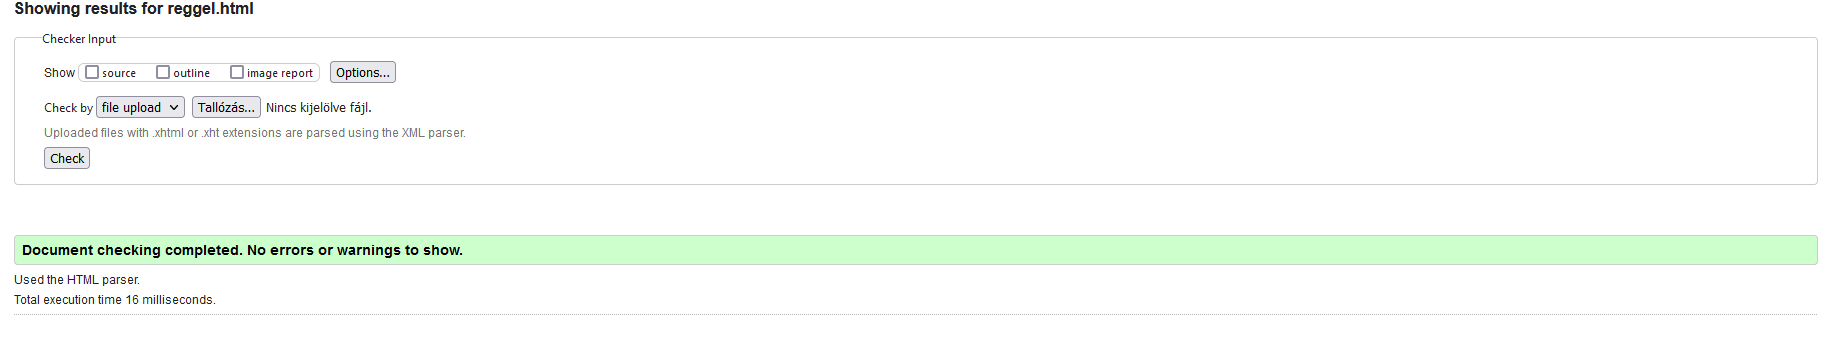 Showing results for reggel.html
Checker Input
Show source outline image report Options...
Check by file upload Tallózás... Nincs kijelölve fájl.
Uploaded files with .xhtml or .xht extensions are parsed using the XML parser.
Check
Document checking completed. No errors or warnings to show.
Used the HTML parser.
Total execution time 16 milliseconds.